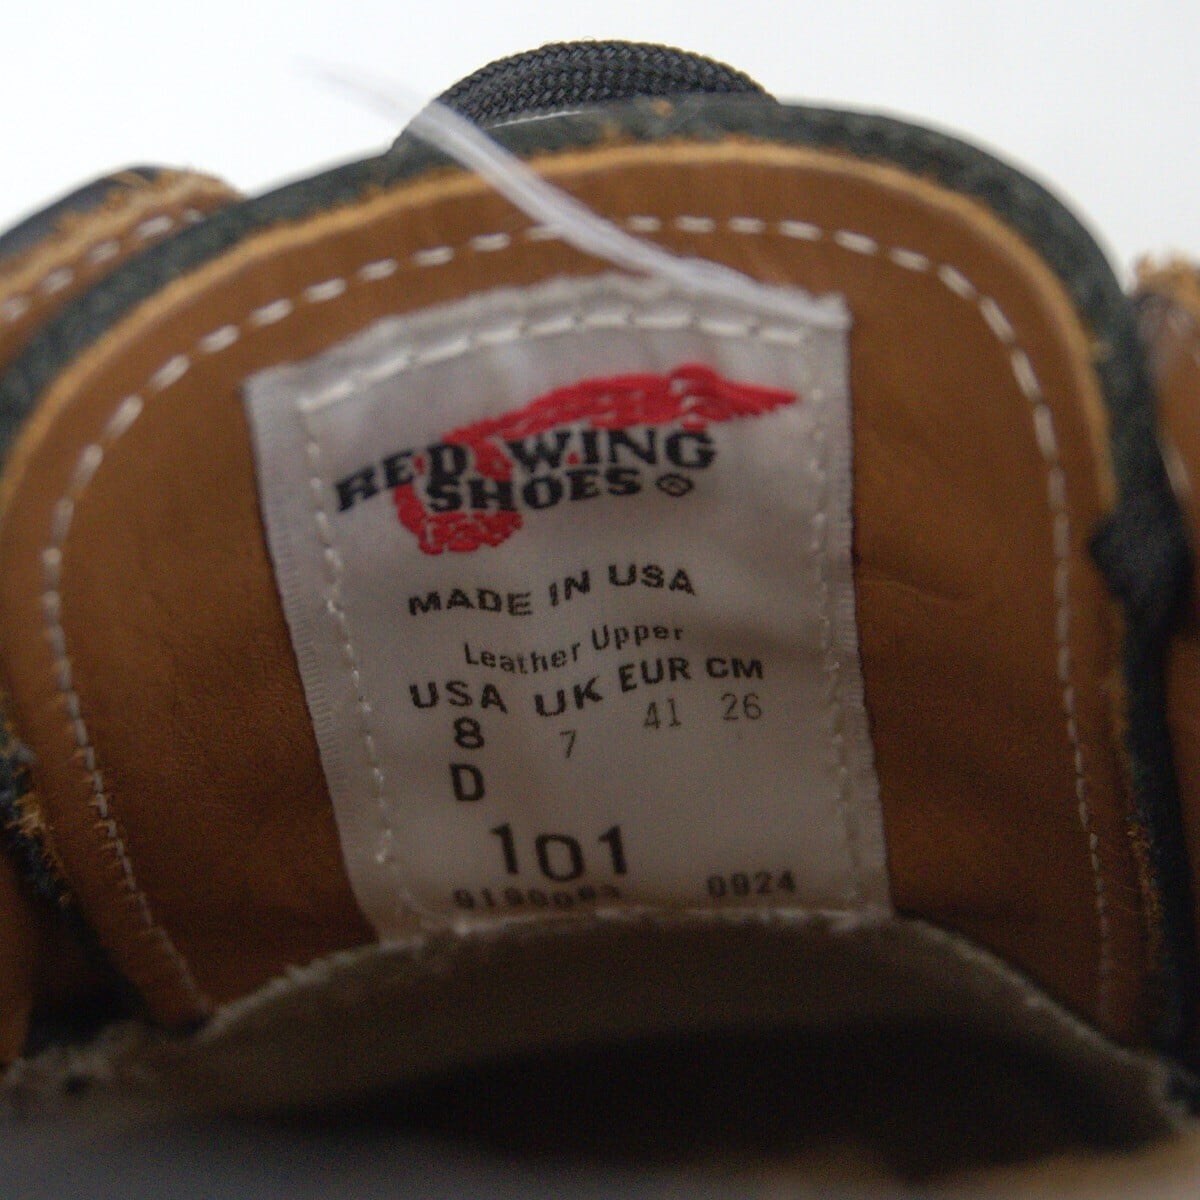 RED WING
SHOES
MADE IN USA
Leather Upper
USA UK EUR CM
8 7 41 26
D
101
0924